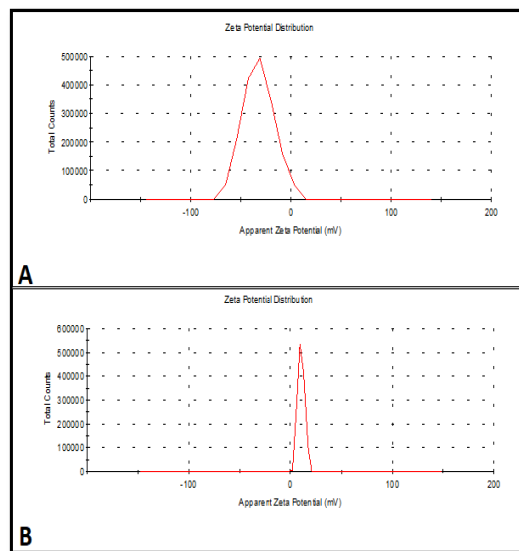 Zeta Potential Distribution
500000
400000
300000
200000
100000
0
Total Counts
-100 0 100 200
Apparent Zeta Potential (mV)
A
Zeta Potential Distribution
600000
500000
400000
300000
200000
100000
0
Total Counts
-100 0 100 200
Apparent Zeta Potential (mV)
B